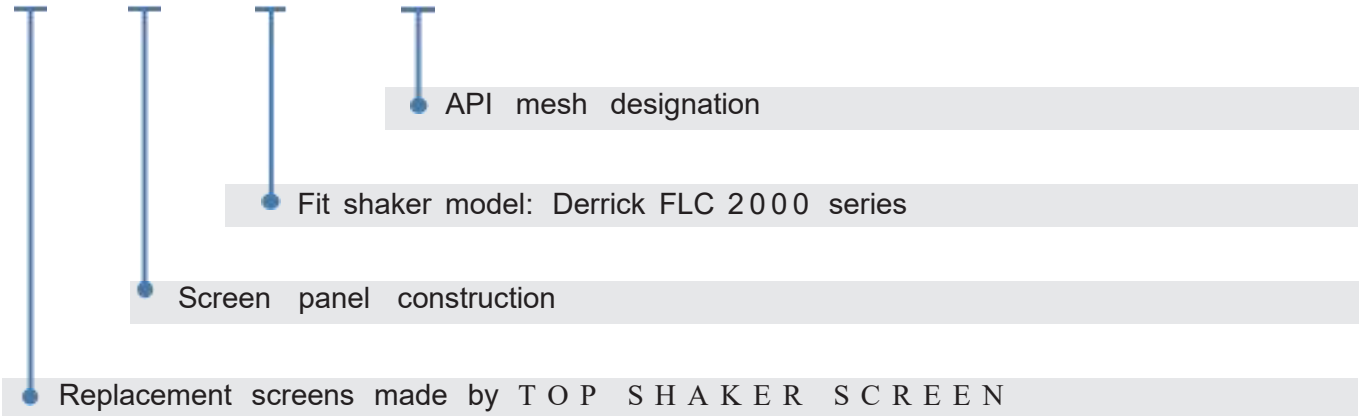 API mesh designation
Fit shaker model: Derrick FLC 2000 series
Screen panel construction
Replacement screens made by TOP SHAKER SCREEN